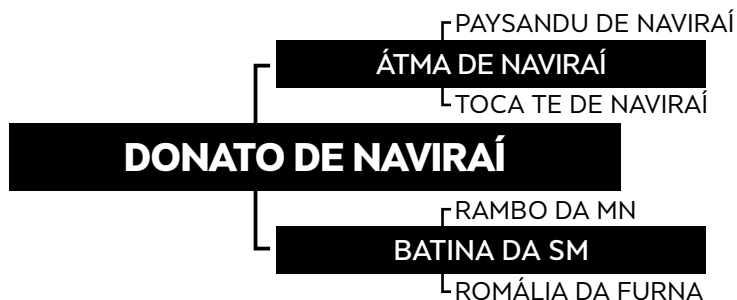 PAYSANDU DE NAVIRAÍ
ÁTMA DE NAVIRAÍ
TOCA TE DE NAVIRAÍ
DONATO DE NAVIRAÍ
RAMBO DA MN
BATINA DA SM
ROMÁLIA DA FURNA